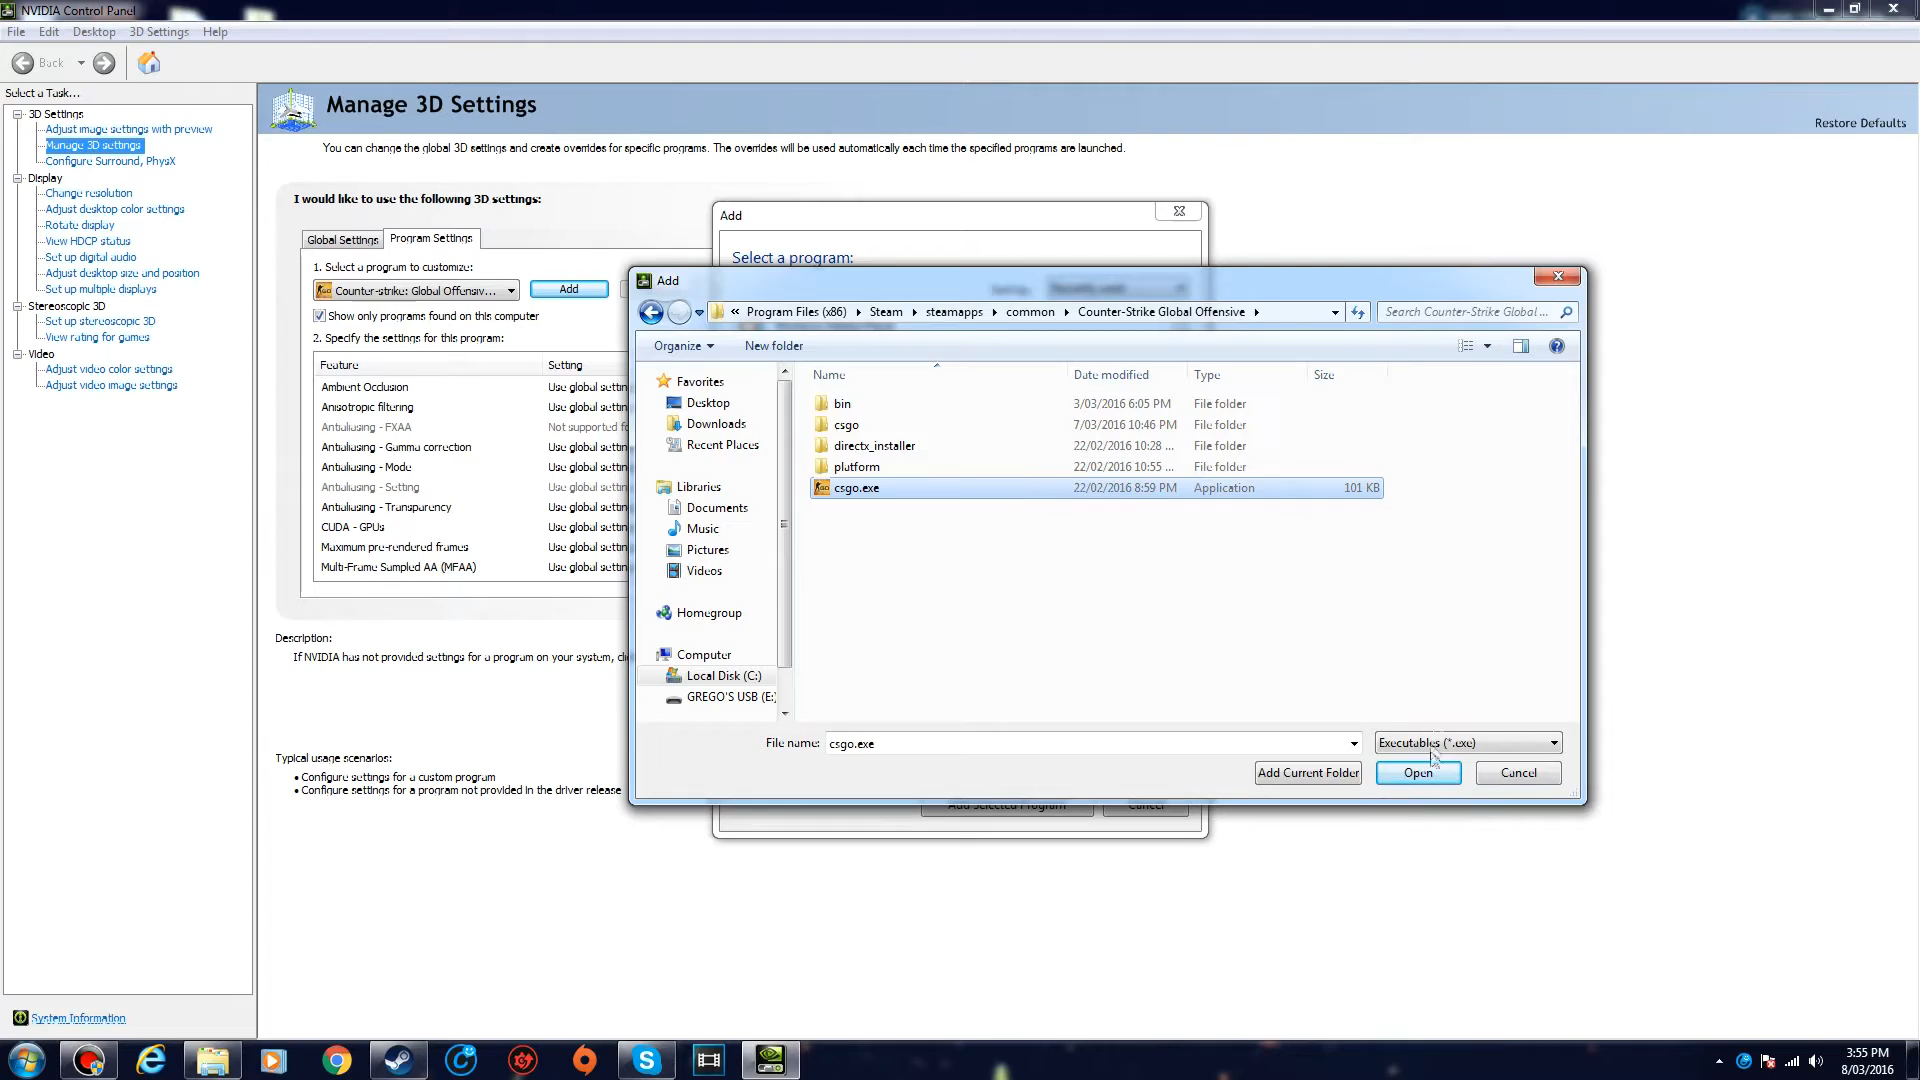 NVIDIA Control Panel
File Edit Desktop 3D Settings Help
Back
Select a Task...
3D Settings
Adjust image settings with preview
Manage 3D settings
Configure Surround, PhysX
Display
Change resolution
Adjust desktop color settings
Rotate display
View HDCP status
Set up digital audio
Adjust desktop size and position
Set up multiple displays
Stereoscopic 3D
Set up stereoscopic 3D
View rating for games
Video
Adjust video color settings
Adjust video image settings
System Information
Manage 3D Settings
Restore Defaults
You can change the global 3D settings and create overrides for specific programs. The overrides will be used automatically each time the specified programs are launched.
I would like to use the following 3D settings:
Global Settings Program Settings
1. Select a program to customize:
Counter-strike: Global Offensiv... Add
Show only programs found on this computer
2. Specify the settings for this program:
Feature Setting
Ambient Occlusion Use global settin
Anisotropic filtering Use global settin
Antialiasing - FXAA Not supported fo
Antialiasing - Gamma correction Use global settin
Antialiasing - Mode Use global settin
Antialiasing - Setting Use global settin
Antialiasing - Transparency Use global settin
CUDA - GPUs Use global settin
Maximum pre-rendered frames Use global settin
Multi-Frame Sampled AA (MFAA) Use global settin
Description:
If NVIDIA has not provided settings for a program on your system, cli
Typical usage scenarios:
• Configure settings for a custom program
• Configure settings for a program not provided in the driver release
Add
Select a program:
Add
« Program Files (x86) Steam steamapps common Counter-Strike Global Offensive
Search Counter-Strike Global ...
Organize New folder
Favorites
Desktop
Downloads
Recent Places
Libraries
Documents
Music
Pictures
Videos
Homegroup
Computer
Local Disk (C:)
GREGO'S USB (E:)
Name Date modified Type Size
bin 3/03/2016 6:05 PM File folder
csgo 7/03/2016 10:46 PM File folder
directx_installer 22/02/2016 10:28 ... File folder
platform 22/02/2016 10:55 ... File folder
csgo.exe 22/02/2016 8:59 PM Application 101 KB
File name: csgo.exe Executables (*.exe)
Add Current Folder Open Cancel
Add Selected Program Cancel
3:55 PM
8/03/2016